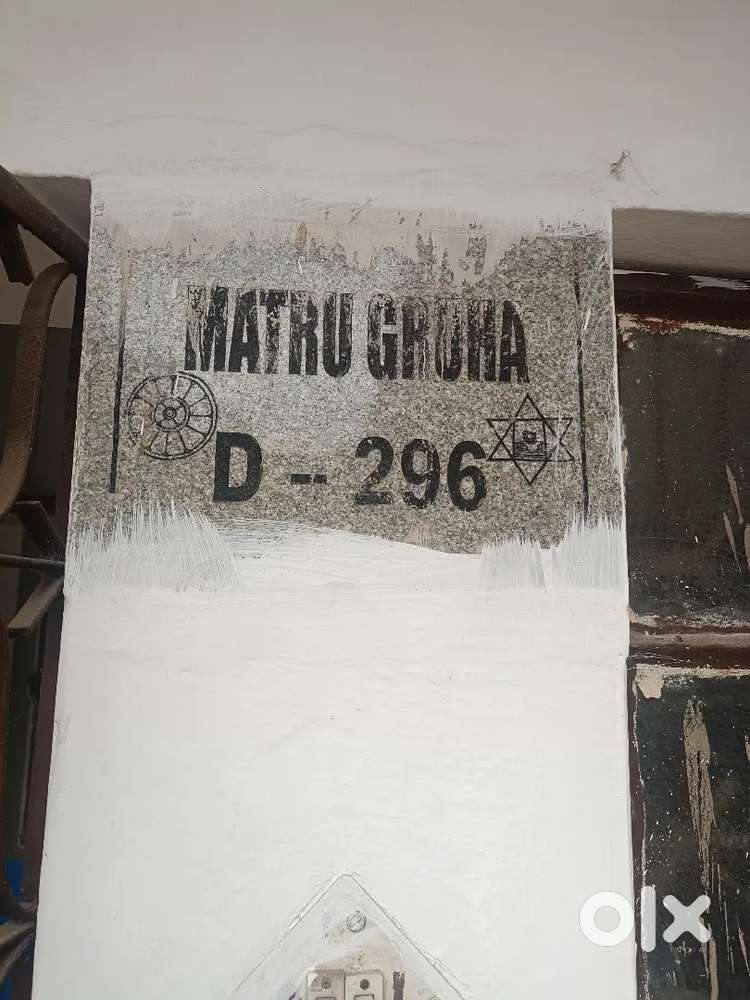 MATRU GRUHA
D - 296
olx